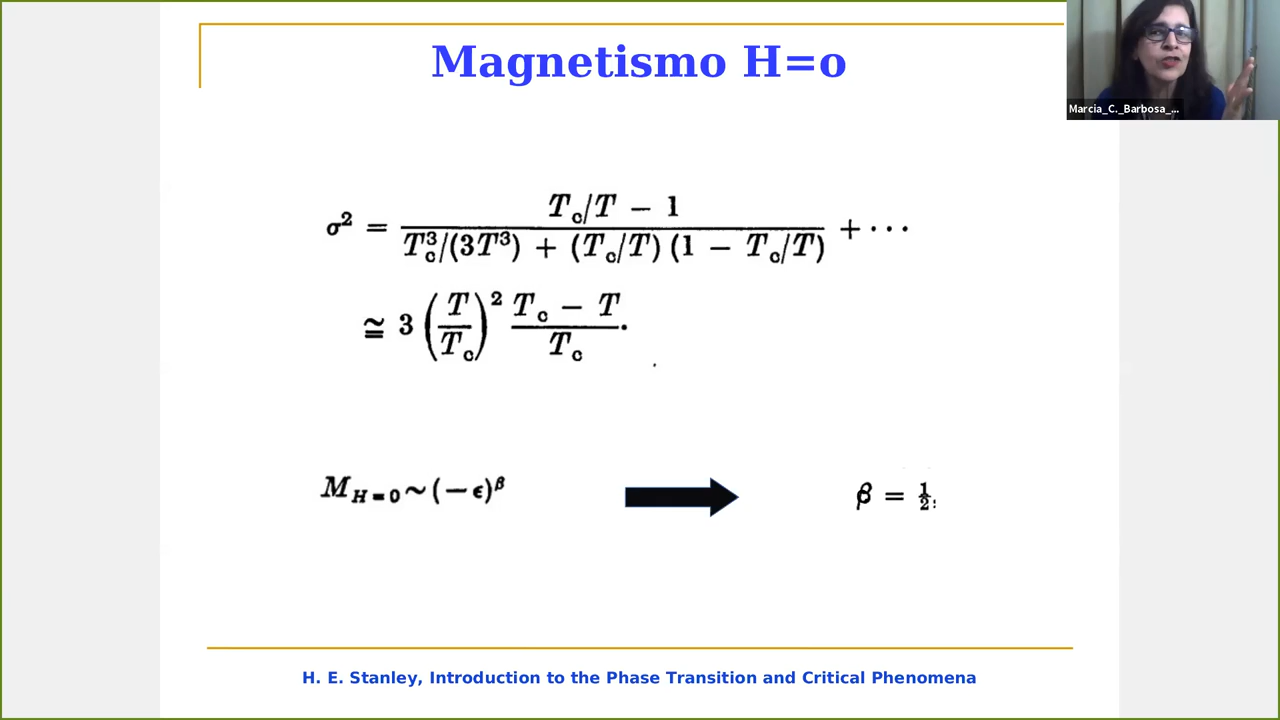 Magnetismo H=o
Marcia_C._Barbosa_...
σ² = (T_c/T − 1) / (T_c³/(3T³) + (T_c/T)(1 − T_c/T)) + ⋯
≅ 3 (T/T_c)² (T_c − T)/T_c.
M_{H=0} ~ (−ϵ)^β
β = ½;
H. E. Stanley, Introduction to the Phase Transition and Critical Phenomena